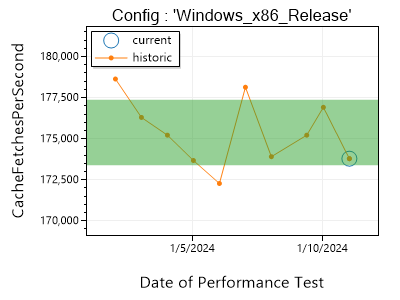 Config : 'Windows_x86_Release'
current
historic
180,000
177,500
175,000
172,500
170,000
CacheFetchesPerSecond
1/5/2024
1/10/2024
Date of Performance Test